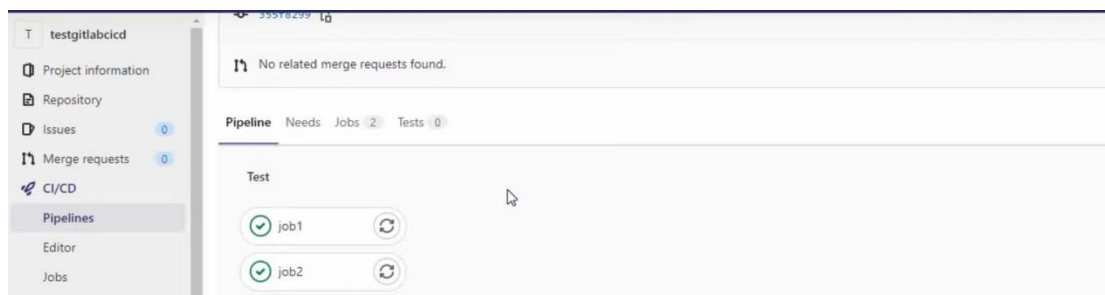 355f8299
T testgitlabcicd
Project information
No related merge requests found.
Repository
Issues 0
Merge requests 0
CI/CD
Pipelines
Editor
Jobs
Pipeline Needs Jobs 2 Tests 0
Test
job1
job2